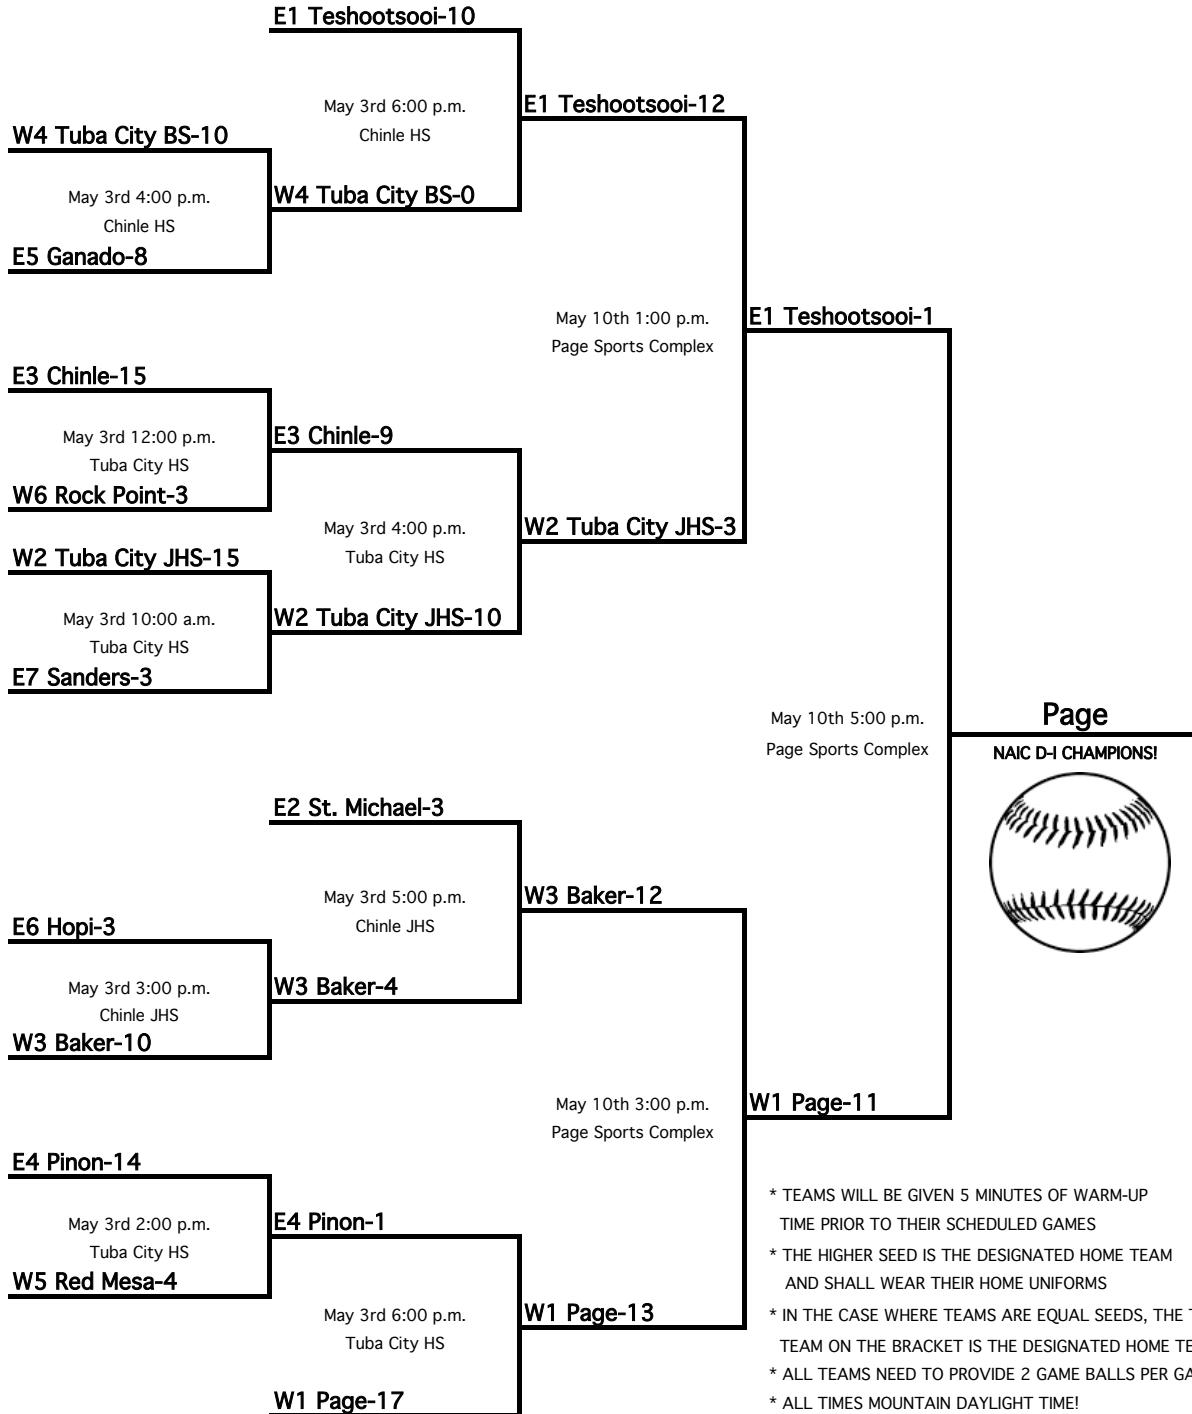 E1 Teshootsooi-10
May 3rd 6:00 p.m.
Chinle HS
E1 Teshootsooi-12
W4 Tuba City BS-10
May 3rd 4:00 p.m.
Chinle HS
W4 Tuba City BS-0
E5 Ganado-8
May 10th 1:00 p.m.
Page Sports Complex
E1 Teshootsooi-1
E3 Chinle-15
May 3rd 12:00 p.m.
Tuba City HS
E3 Chinle-9
W6 Rock Point-3
May 3rd 4:00 p.m.
Tuba City HS
W2 Tuba City JHS-3
W2 Tuba City JHS-15
May 3rd 10:00 a.m.
Tuba City HS
W2 Tuba City JHS-10
E7 Sanders-3
May 10th 5:00 p.m.
Page Sports Complex
Page
NAIC D-I CHAMPIONS!
E2 St. Michael-3
May 3rd 5:00 p.m.
Chinle JHS
W3 Baker-12
E6 Hopi-3
May 3rd 3:00 p.m.
Chinle JHS
W3 Baker-4
W3 Baker-10
May 10th 3:00 p.m.
Page Sports Complex
W1 Page-11
E4 Pinon-14
May 3rd 2:00 p.m.
Tuba City HS
E4 Pinon-1
W5 Red Mesa-4
May 3rd 6:00 p.m.
Tuba City HS
W1 Page-13
W1 Page-17
* TEAMS WILL BE GIVEN 5 MINUTES OF WARM-UP
TIME PRIOR TO THEIR SCHEDULED GAMES
* THE HIGHER SEED IS THE DESIGNATED HOME TEAM
AND SHALL WEAR THEIR HOME UNIFORMS
* IN THE CASE WHERE TEAMS ARE EQUAL SEEDS, THE
TEAM ON THE BRACKET IS THE DESIGNATED HOME
* ALL TEAMS NEED TO PROVIDE 2 GAME BALLS PER
* ALL TIMES MOUNTAIN DAYLIGHT TIME!